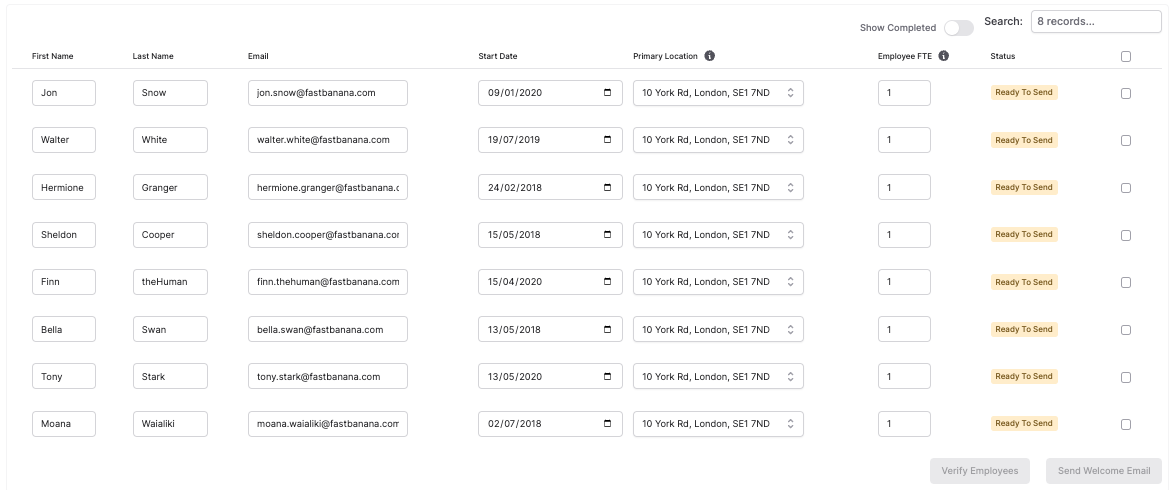 Show Completed Search: 8 records...
First Name Last Name Email Start Date Primary Location Employee FTE Status
Jon Snow jon.snow@fastbanana.com 09/01/2020 10 York Rd, London, SE1 7ND 1 Ready To Send
Walter White walter.white@fastbanana.com 19/07/2019 10 York Rd, London, SE1 7ND 1 Ready To Send
Hermione Granger hermione.granger@fastbanana.c 24/02/2018 10 York Rd, London, SE1 7ND 1 Ready To Send
Sheldon Cooper sheldon.cooper@fastbanana.cor 15/05/2018 10 York Rd, London, SE1 7ND 1 Ready To Send
Finn theHuman finn.thehuman@fastbanana.com 15/04/2020 10 York Rd, London, SE1 7ND 1 Ready To Send
Bella Swan bella.swan@fastbanana.com 13/05/2018 10 York Rd, London, SE1 7ND 1 Ready To Send
Tony Stark tony.stark@fastbanana.com 13/05/2020 10 York Rd, London, SE1 7ND 1 Ready To Send
Moana Waialiki moana.waialiki@fastbanana.com 02/07/2018 10 York Rd, London, SE1 7ND 1 Ready To Send
Verify Employees Send Welcome Email